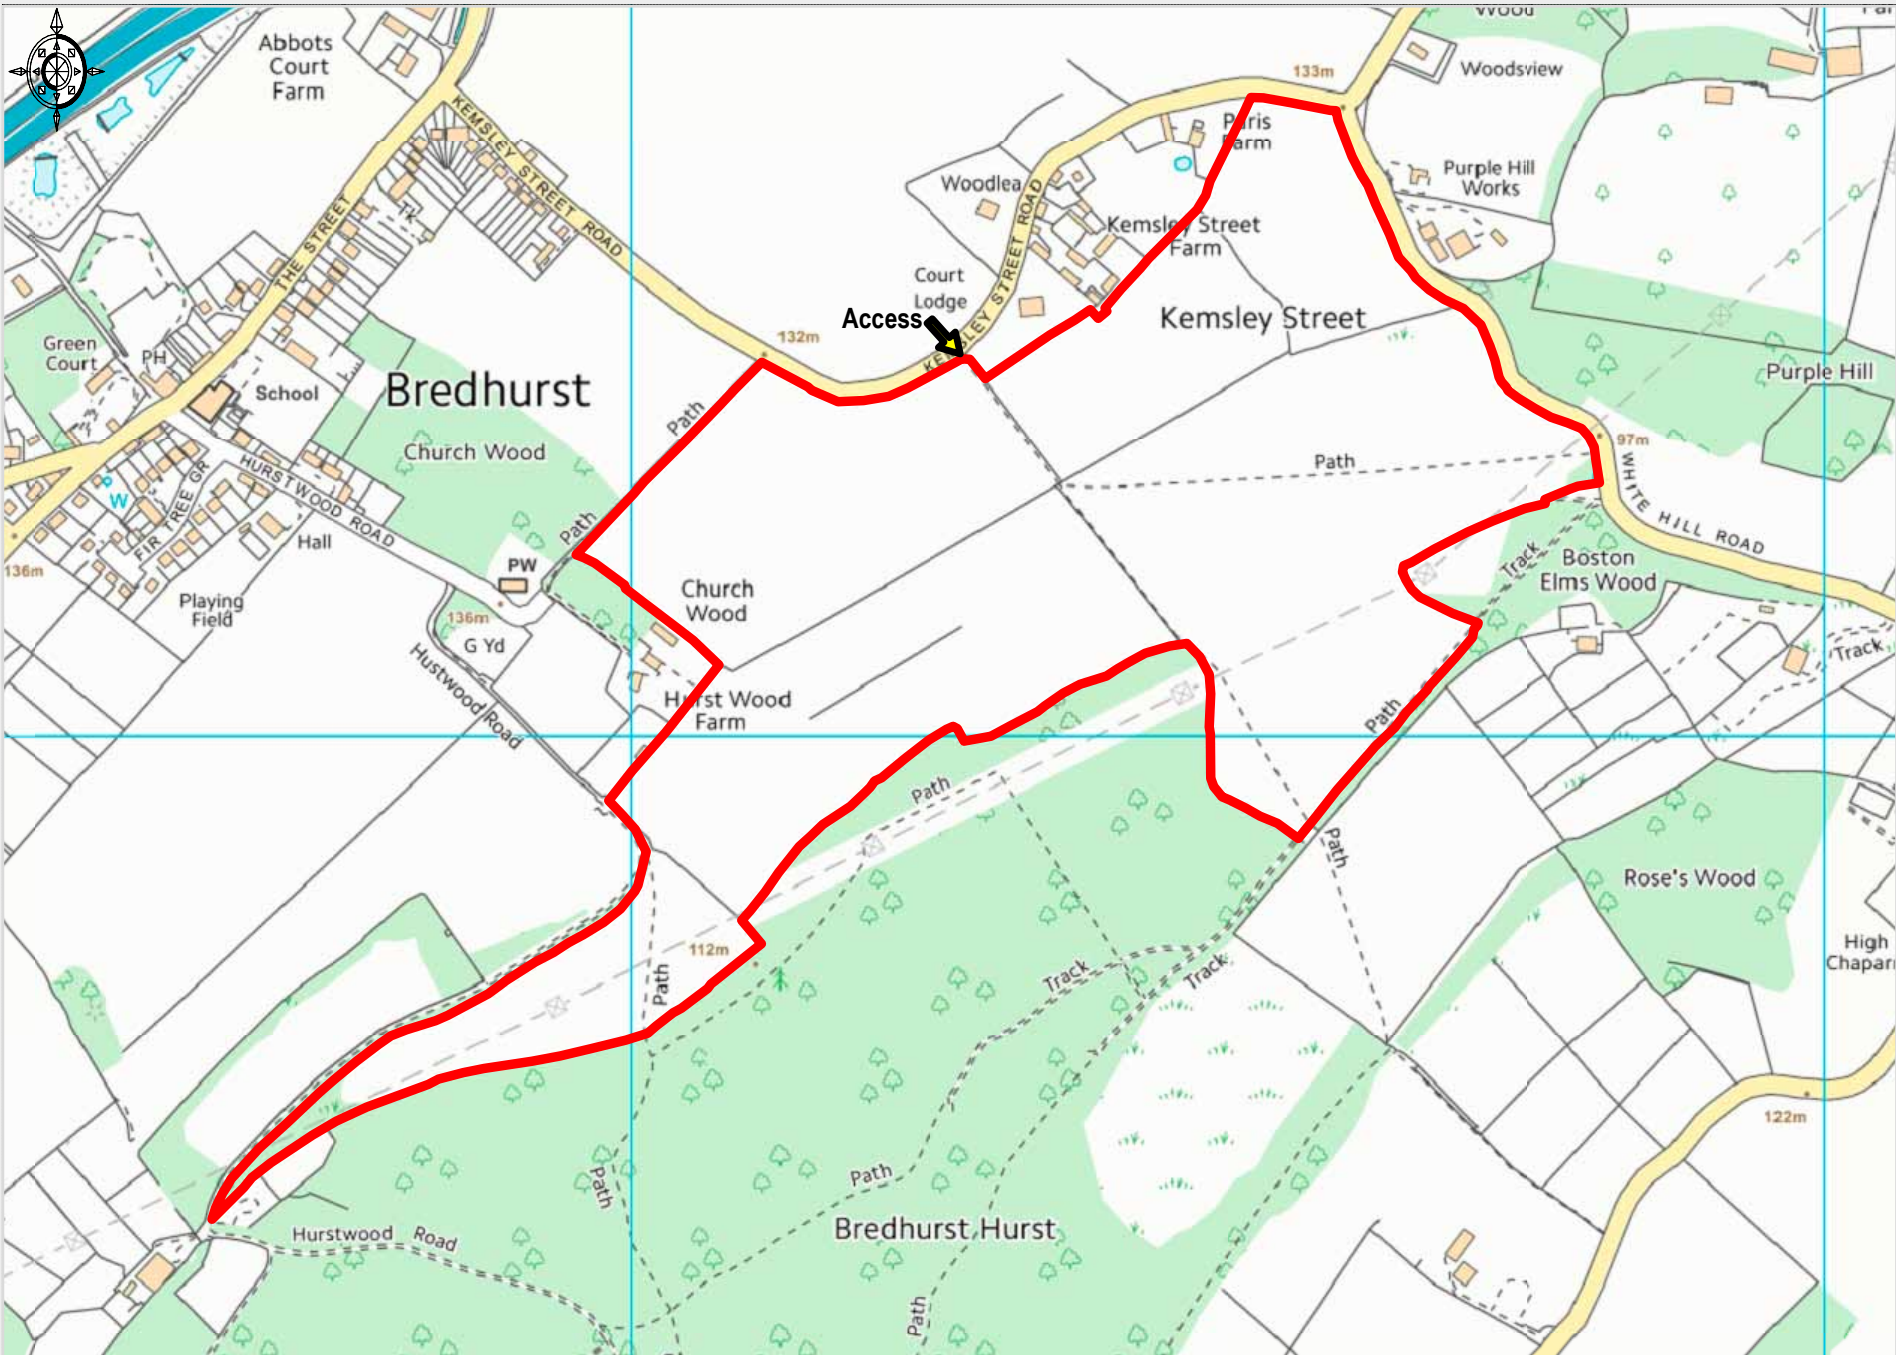 Abbots
Court
Farm
KEMSLEY STREET ROAD
THE STREET
Tk
133m
Wood
Woodsview
Paris
Farm
Purple Hill
Works
Woodlea
KEMSLEY STREET ROAD
Kemsley Street
Farm
Court
Lodge
Access
Kemsley Street
132m
Green
Court
PH
School
Bredhurst
Church Wood
Path
Purple Hill
97m
Path
WHITE HILL ROAD
HURSTWOOD ROAD
FIR TREE GR
W
Hall
Path
PW
136m
136m
Playing
Field
G Yd
Church
Wood
Track
Boston
Elms Wood
Track
Hustwood Road
Hurst Wood
Farm
Path
Path
Path
Rose's Wood
112m
Path
Track
Track
High
Chapar
122m
Path
Path
Bredhurst Hurst
Hurstwood Road
Path